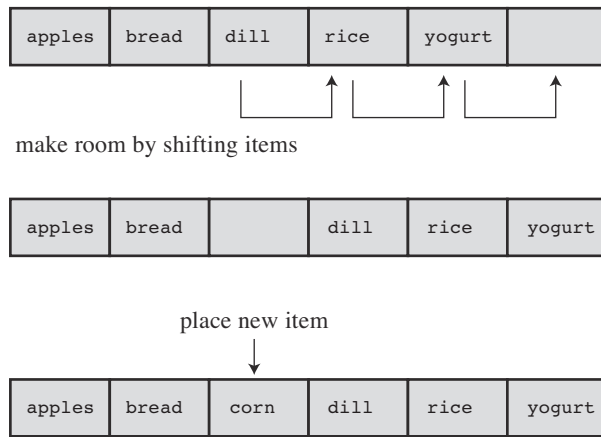 apples bread dill rice yogurt
make room by shifting items
apples bread dill rice yogurt
place new item
apples bread corn dill rice yogurt